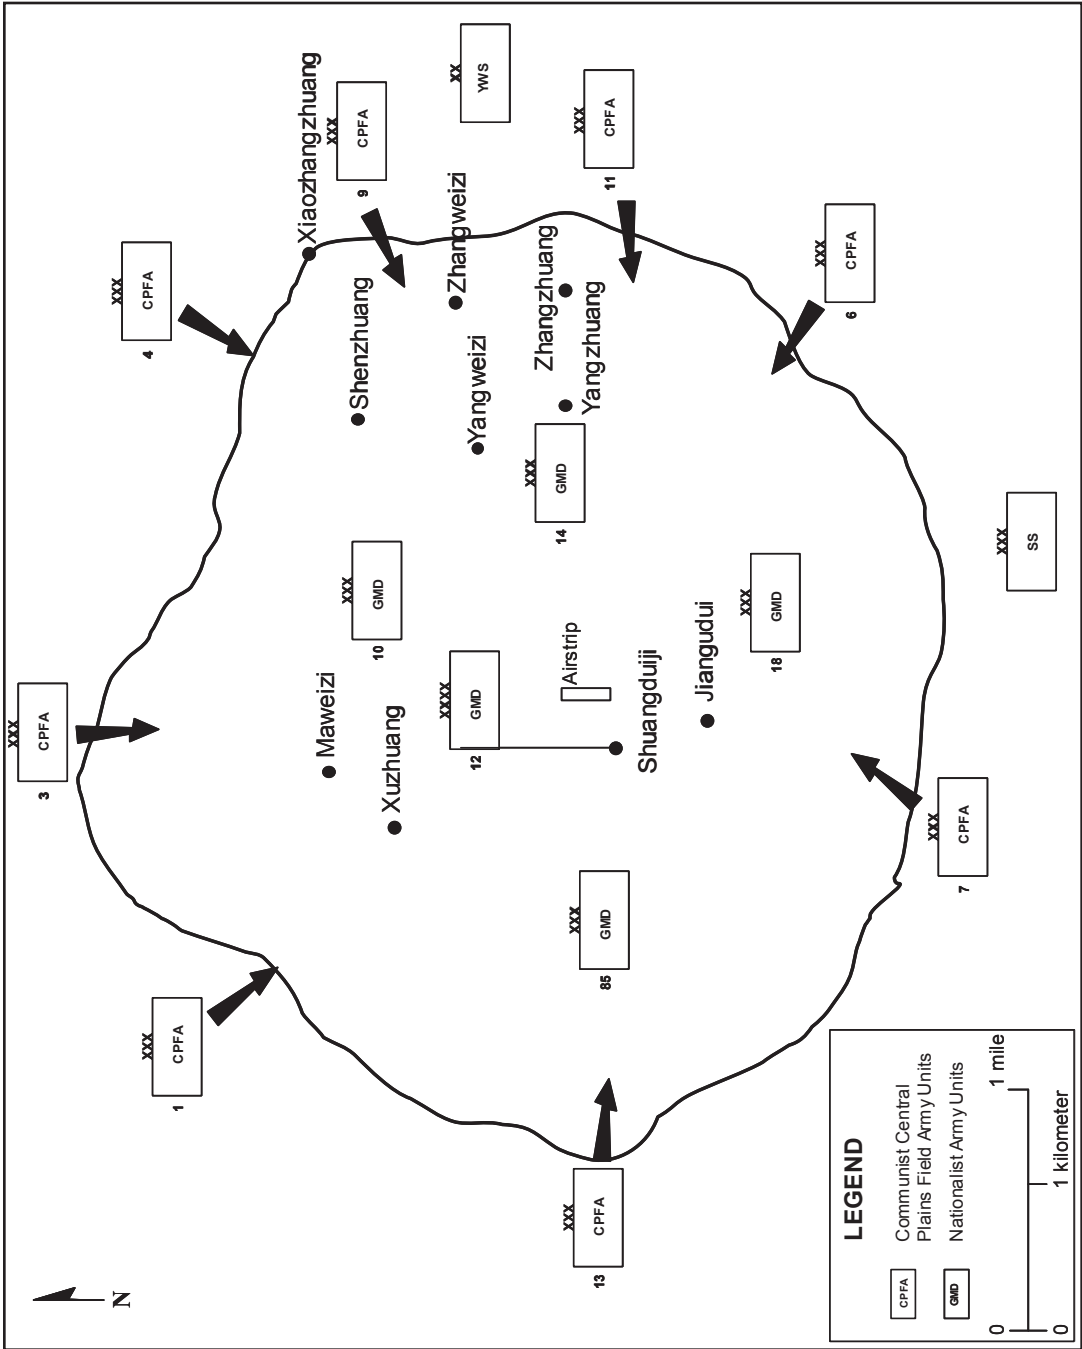 N
XXX
CPFA
3
XXX
CPFA
4
XXX
CPFA
1
XXX
CPFA
9
XX
YWS
XXX
CPFA
11
XXX
CPFA
6
XXX
CPFA
7
XXX
CPFA
13
XXX
SS
XXX
GMD
10
XXXX
GMD
12
XXX
GMD
14
XXX
GMD
18
XXX
GMD
85
Xiaozhangzhuang
Shenzhuang
Zhangweizi
Yangweizi
Zhangzhuang
Yangzhuang
Maweizi
Xuzhuang
Airstrip
Shuangduiji
Jiangudui
LEGEND
CPFA
Communist Central
Plains Field Army Units
GMD
Nationalist Army Units
0
1 mile
0
1 kilometer